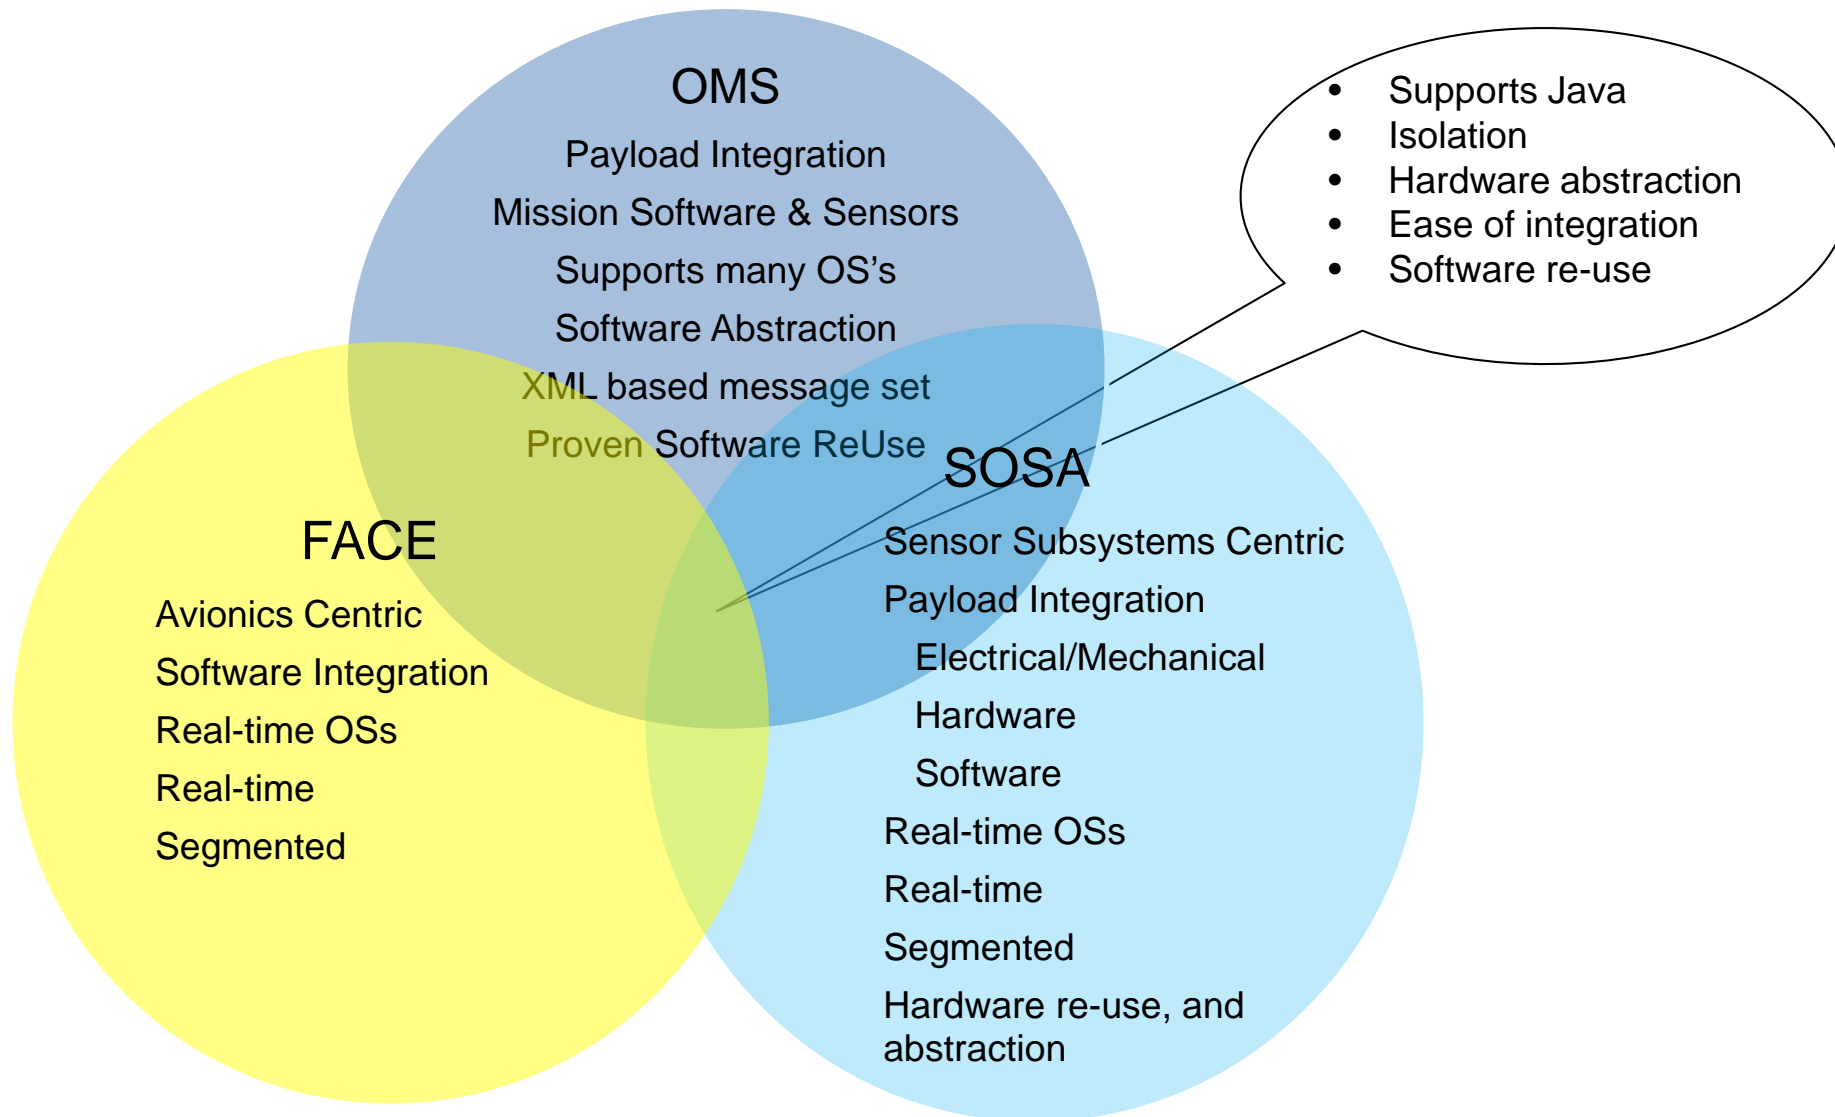 OMS
Payload Integration
Mission Software & Sensors
Supports many OS’s
Software Abstraction
XML based message set
Proven Software ReUse
• Supports Java
• Isolation
• Hardware abstraction
• Ease of integration
• Software re-use
FACE
Avionics Centric
Software Integration
Real-time OSs
Real-time
Segmented
SOSA
Sensor Subsystems Centric
Payload Integration
Electrical/Mechanical
Hardware
Software
Real-time OSs
Real-time
Segmented
Hardware re-use, and
abstraction